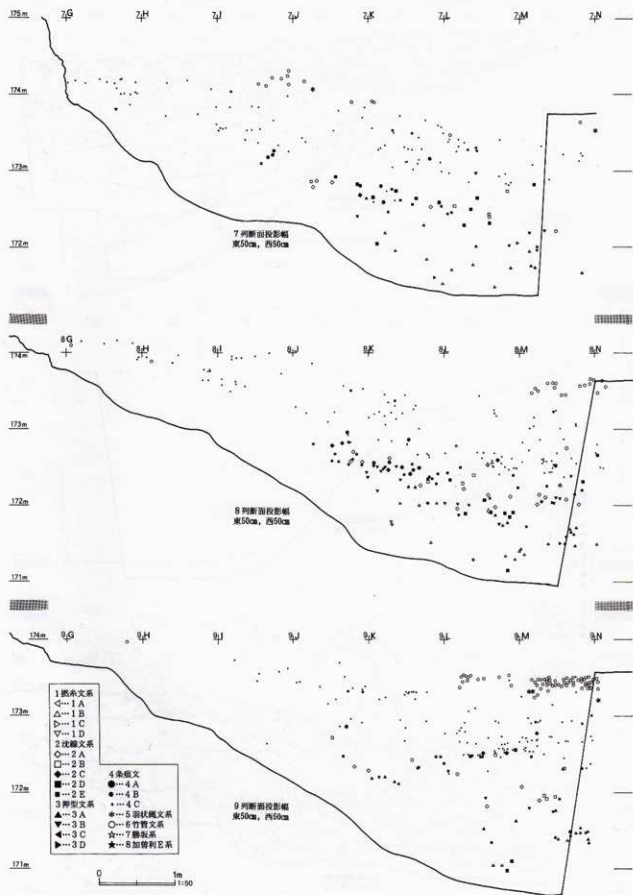 7G 7H 7I 7J 7K 7L 7M 7N
175m
174m
173m
172m
7列断面投影幅
東50cm, 西50cm
8G 8H 8I 8J 8K 8L 8M 8N
174m
173m
172m
171m
8列断面投影幅
東50cm, 西50cm
9G 9H 9I 9J 9K 9L 9M 9N
174m
173m
172m
171m
9列断面投影幅
東50cm, 西50cm
1撚糸文系
◁…1A
△…1B
▷…1C
▽…1D
2沈線文系
◇…2A
□…2B
◆…2C
■…2D
■…2E
3押型文系
▲…3A
▼…3B
◀…3C
▶…3D
4条痕文
●…4A
●…4B
・…4C
*…5羽状縄文系
○…6竹管文系
☆…7勝坂系
★…8加曽利E系
0 1m
1:50